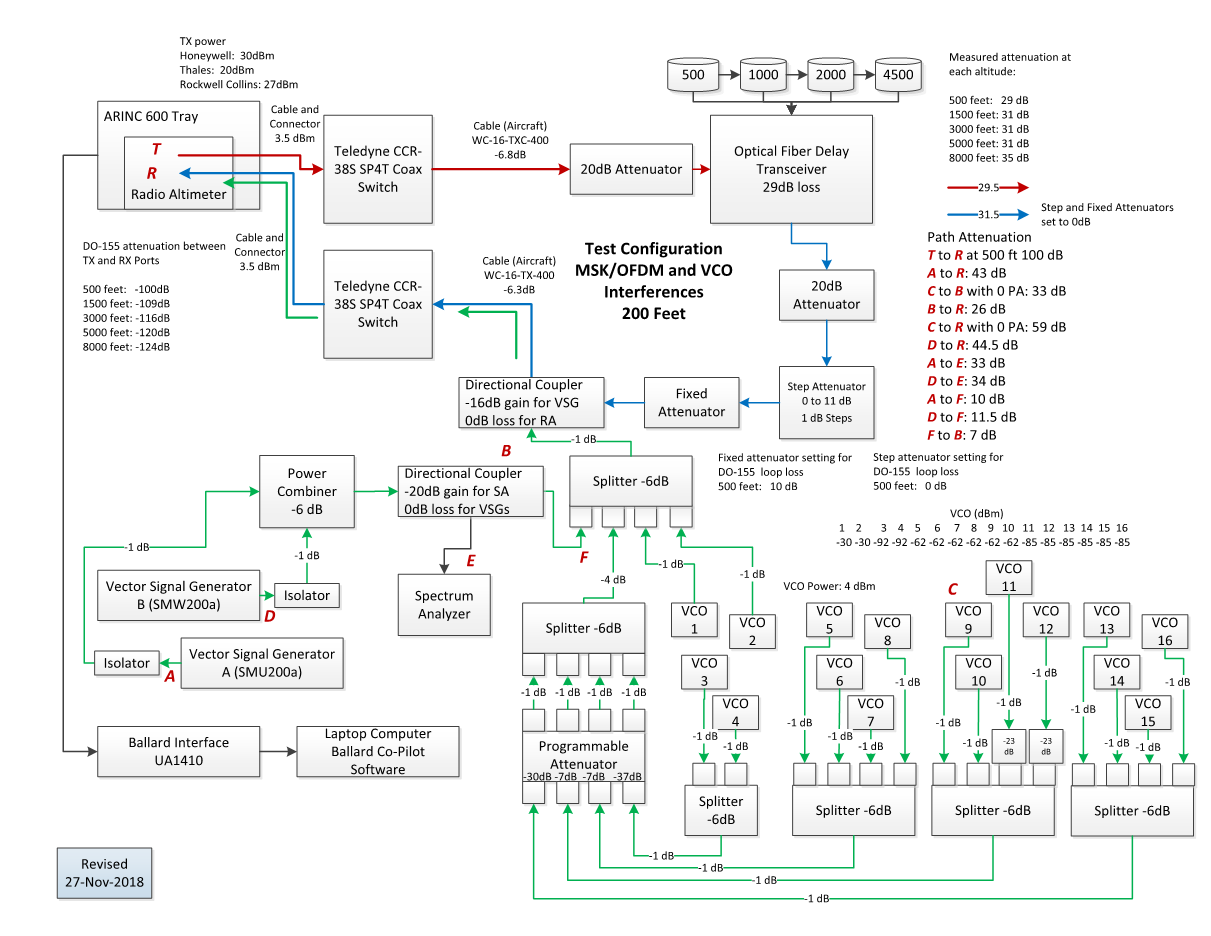 TX power
Honeywell: 30dBm
Thales: 20dBm
Rockwell Collins: 27dBm
ARINC 600 Tray
T
R
Radio Altimeter
Cable and
Connector
3.5 dBm
Teledyne CCR-
38S SP4T Coax
Switch
Cable (Aircraft)
WC-16-TXC-400
-6.8dB
20dB Attenuator
500
1000
2000
4500
Optical Fiber Delay
Transceiver
29dB loss
Measured attenuation at
each altitude:
500 feet: 29 dB
1500 feet: 31 dB
3000 feet: 31 dB
5000 feet: 31 dB
8000 feet: 35 dB
29.5
31.5
Step and Fixed Attenuators
set to 0dB
Path Attenuation
T to R at 500 ft 100 dB
A to R: 43 dB
C to B with 0 PA: 33 dB
B to R: 26 dB
C to R with 0 PA: 59 dB
D to R: 44.5 dB
A to E: 33 dB
D to E: 34 dB
A to F: 10 dB
D to F: 11.5 dB
F to B: 7 dB
DO-155 attenuation between
TX and RX Ports
500 feet: -100dB
1500 feet: -109dB
3000 feet: -116dB
5000 feet: -120dB
8000 feet: -124dB
Cable and
Connector
3.5 dBm
Teledyne CCR-
38S SP4T Coax
Switch
Cable (Aircraft)
WC-16-TX-400
-6.3dB
Test Configuration
MSK/OFDM and VCO
Interferences
200 Feet
20dB
Attenuator
Step Attenuator
0 to 11 dB
1 dB Steps
Fixed
Attenuator
Directional Coupler
-16dB gain for VSG
0dB loss for RA
-1 dB
B
Splitter -6dB
Fixed attenuator setting for
DO-155 loop loss
500 feet: 10 dB
Step attenuator setting for
DO-155 loop loss
500 feet: 0 dB
Power
Combiner
-6 dB
Directional Coupler
-20dB gain for SA
0dB loss for VSGs
E
F
Spectrum
Analyzer
-1 dB
-1 dB
Vector Signal Generator
B (SMW200a)
D
Isolator
Isolator
A
Vector Signal Generator
A (SMU200a)
-4 dB
-1 dB
-1 dB
VCO (dBm)
1 2 3 4 5 6 7 8 9 10 11 12 13 14 15 16
-30 -30 -92 -92 -62 -62 -62 -62 -62 -62 -85 -85 -85 -85 -85 -85
VCO Power: 4 dBm
C
Splitter -6dB
-1 dB
-1 dB
-1 dB
-1 dB
Programmable
Attenuator
-30dB
-7dB
-7dB
-37dB
VCO
1
VCO
2
VCO
3
VCO
4
-1 dB
-1 dB
Splitter
-6dB
VCO
5
VCO
6
VCO
7
VCO
8
-1 dB
-1 dB
-1 dB
-1 dB
Splitter -6dB
VCO
9
VCO
10
VCO
11
VCO
12
-1 dB
-1 dB
-1 dB
-1 dB
-23
dB
-23
dB
Splitter -6dB
VCO
13
VCO
14
VCO
15
VCO
16
-1 dB
-1 dB
-1 dB
-1 dB
Splitter -6dB
-1 dB
-1 dB
-1 dB
-1 dB
Ballard Interface
UA1410
Laptop Computer
Ballard Co-Pilot
Software
Revised
27-Nov-2018